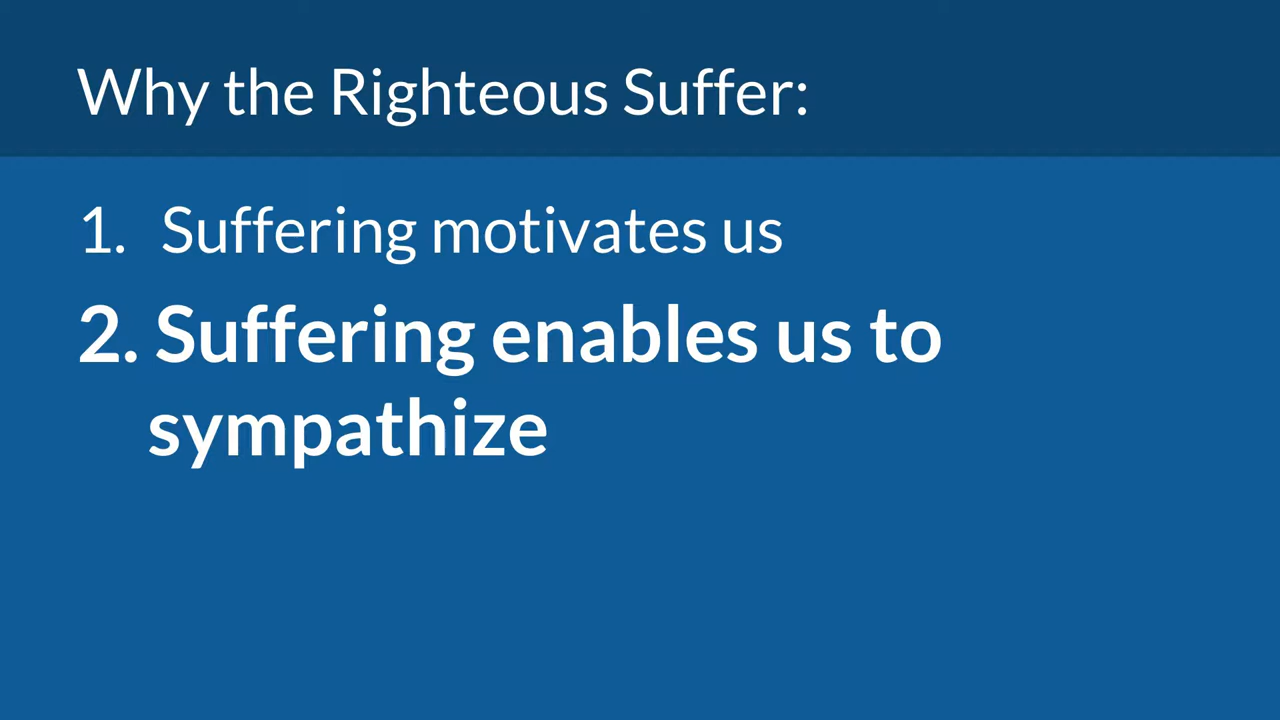 Why the Righteous Suffer:
1. Suffering motivates us
2. Suffering enables us to
sympathize